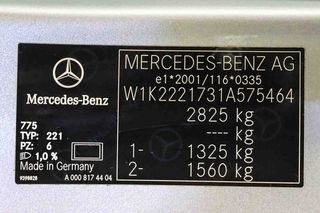 MERCEDES-BENZ AG
e1*2001/116*0335
W1K2221731A575464
2825 kg
---- kg
1- 1325 kg
2- 1560 kg
Mercedes-Benz
775
TYP: 221
PZ: 6
1,0 %
Made in Germany
9398828 A 000 817 44 04